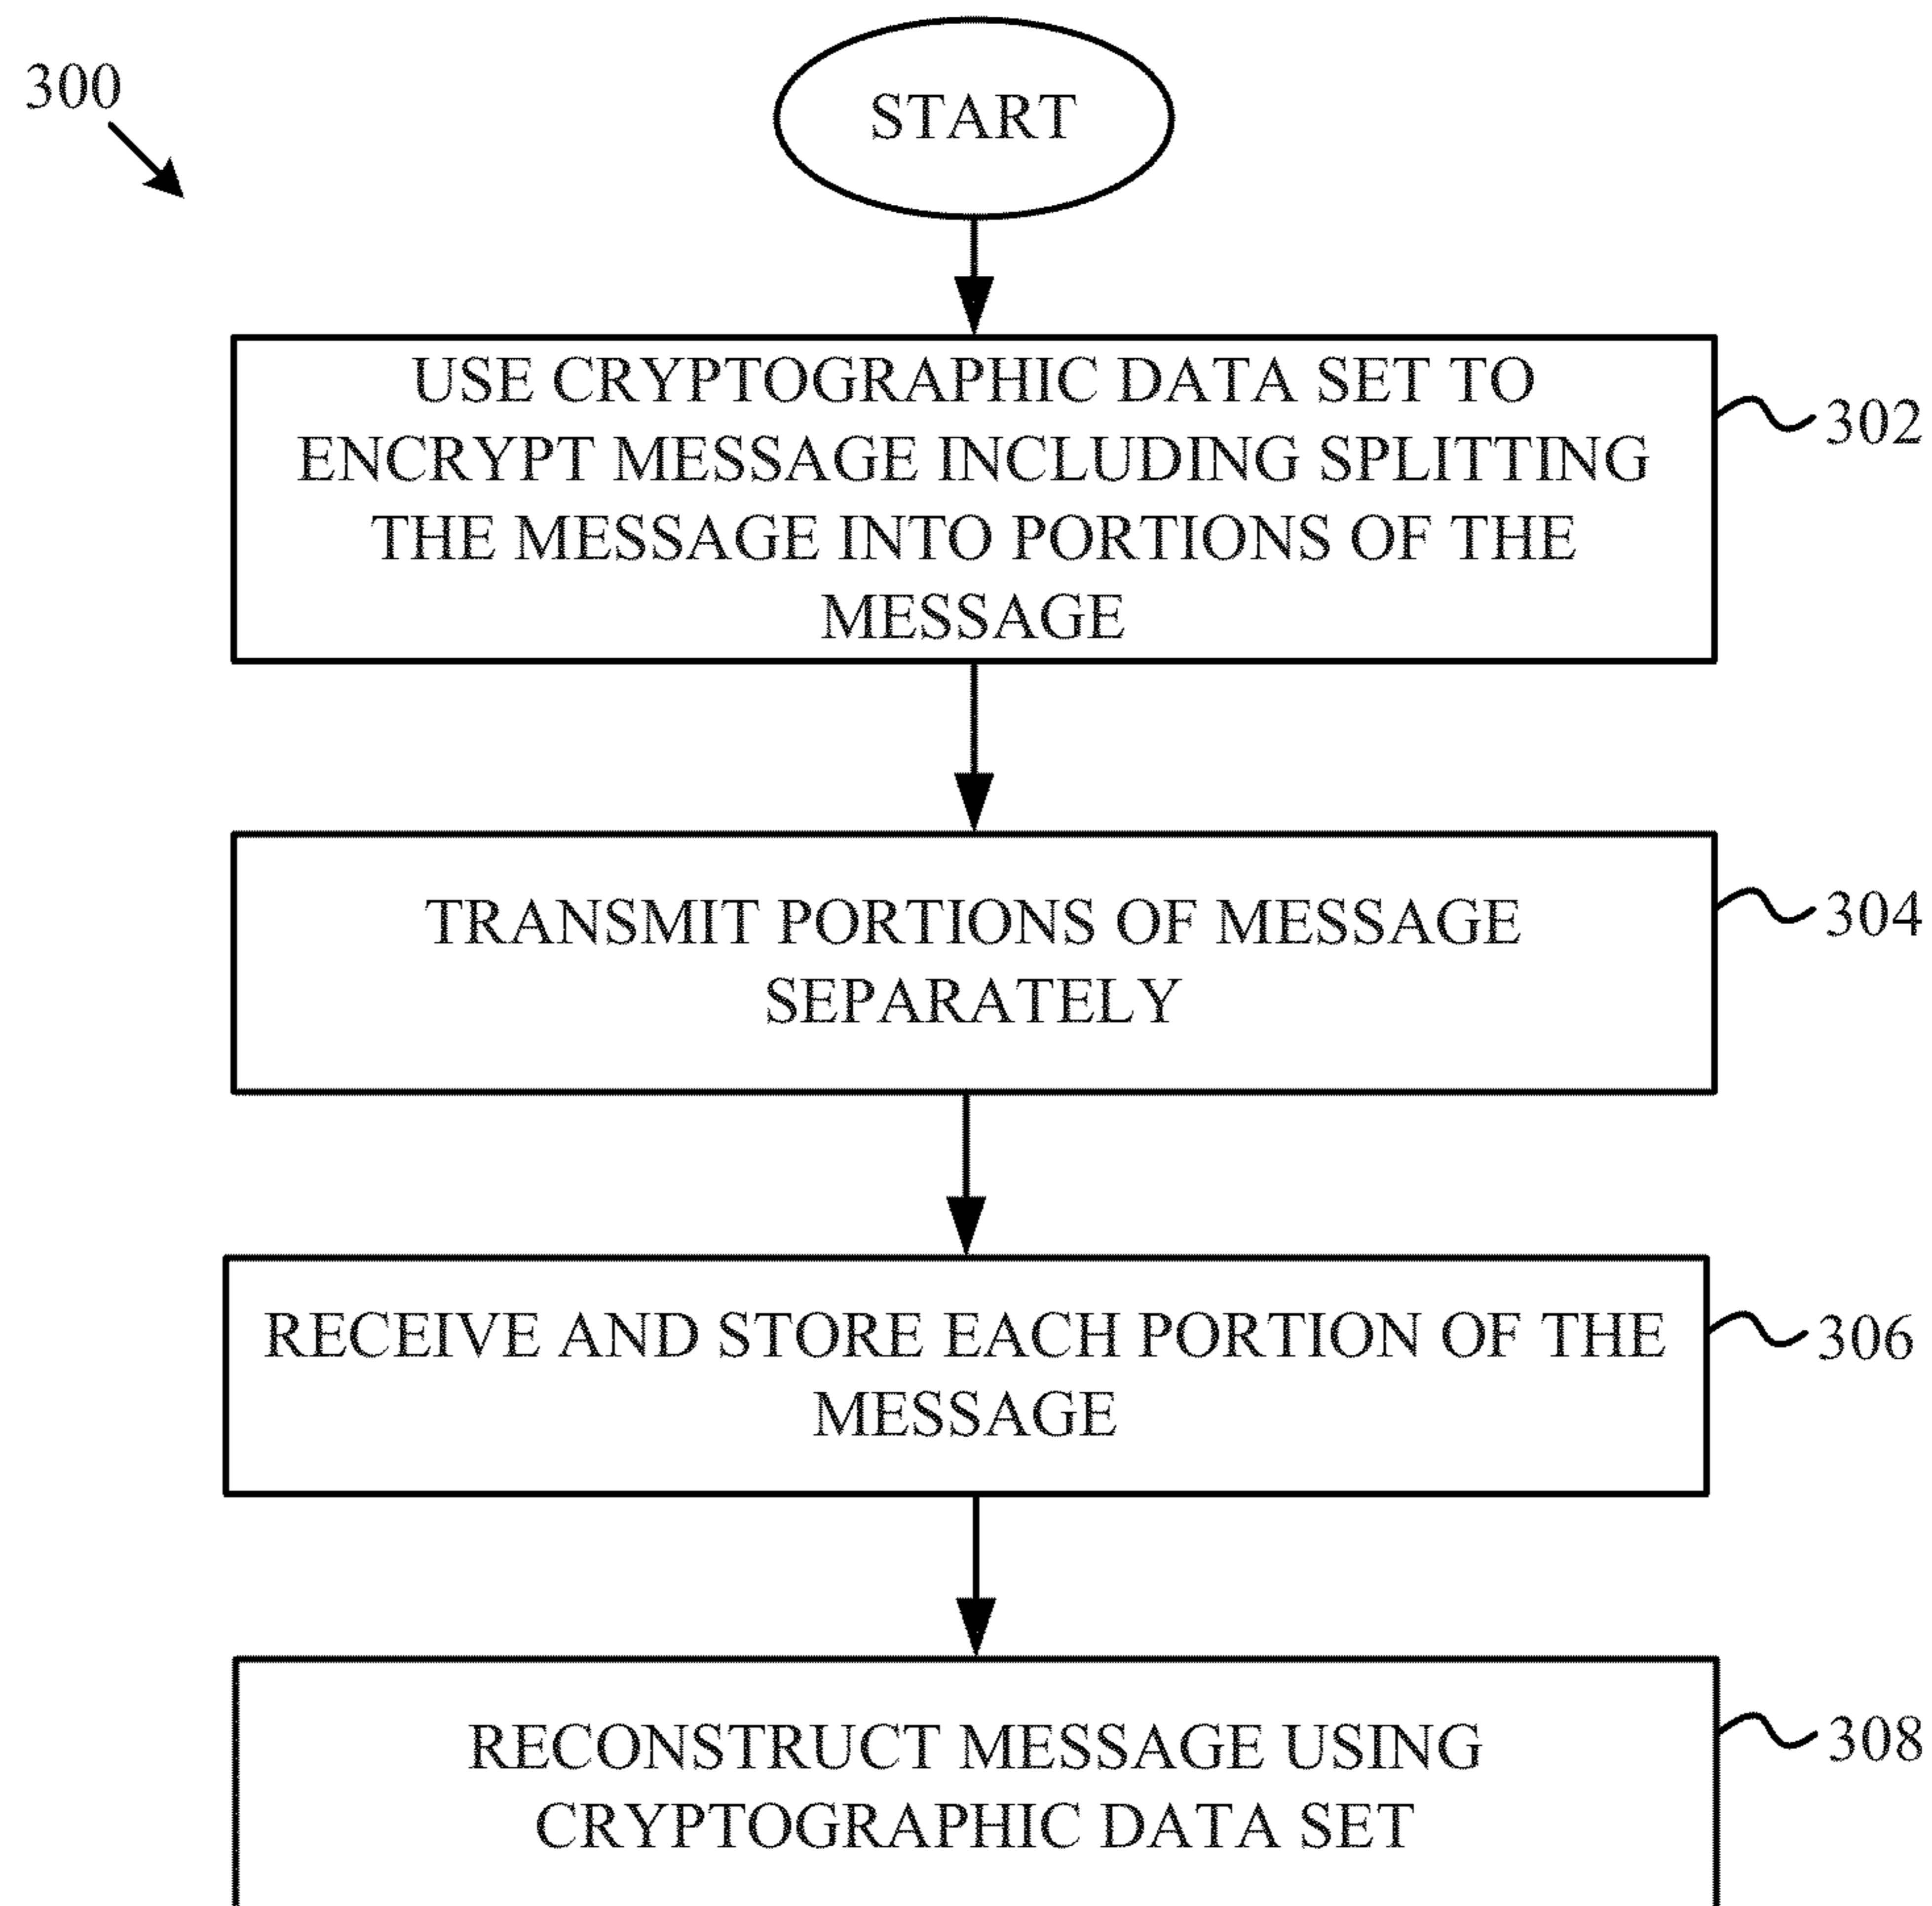 300
START
USE CRYPTOGRAPHIC DATA SET TO
ENCRYPT MESSAGE INCLUDING SPLITTING
THE MESSAGE INTO PORTIONS OF THE
MESSAGE
302
TRANSMIT PORTIONS OF MESSAGE
SEPARATELY
304
RECEIVE AND STORE EACH PORTION OF THE
MESSAGE
306
RECONSTRUCT MESSAGE USING
CRYPTOGRAPHIC DATA SET
308